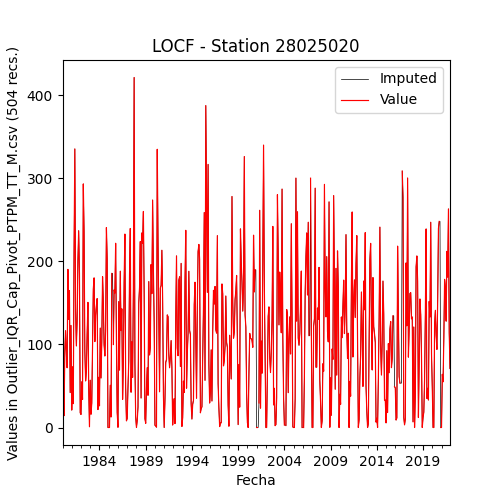 LOCF - Station 28025020
Values in Outlier_IQR_Cap_Pivot_PTPM_TT_M.csv (504 recs.)
400
300
200
100
0
Imputed
Value
1984 1989 1994 1999 2004 2009 2014 2019
Fecha